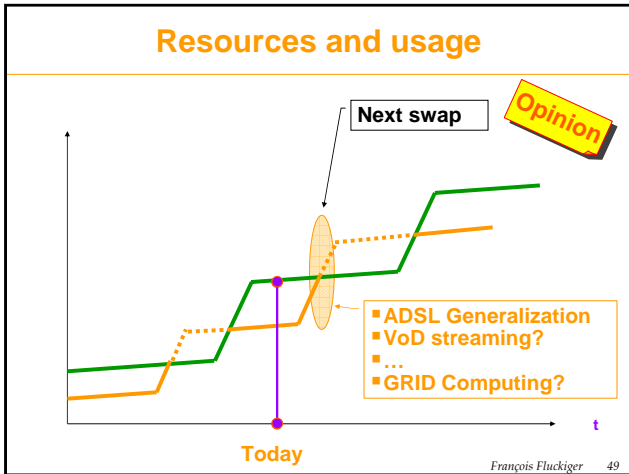 Resources and usage
Opinion
Next swap
▪ ADSL Generalization
▪ VoD streaming?
▪ ...
▪ GRID Computing?
t
Today
François Fluckiger 49